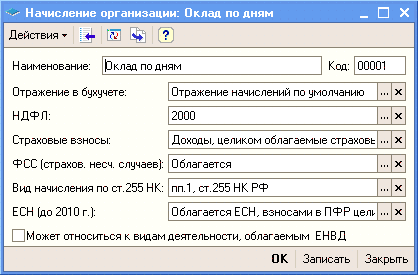 Начисление организации: Оклад по дням
Действия
Наименование: Оклад по дням Код: 00001
Отражение в бухучете: Отражение начислений по умолчанию
НДФЛ: 2000
Страховые взносы: Доходы, целиком облагаемые страховы
ФСС (страхов. несч. случаев): Облагается
Вид начисления по ст.255 НК: пп.1, ст.255 НК РФ
ЕСН (до 2010 г.): Облагается ЕСН, взносами в ПФР цели
Может относиться к видам деятельности, облагаемым ЕНВД
OK Записать Закрыть